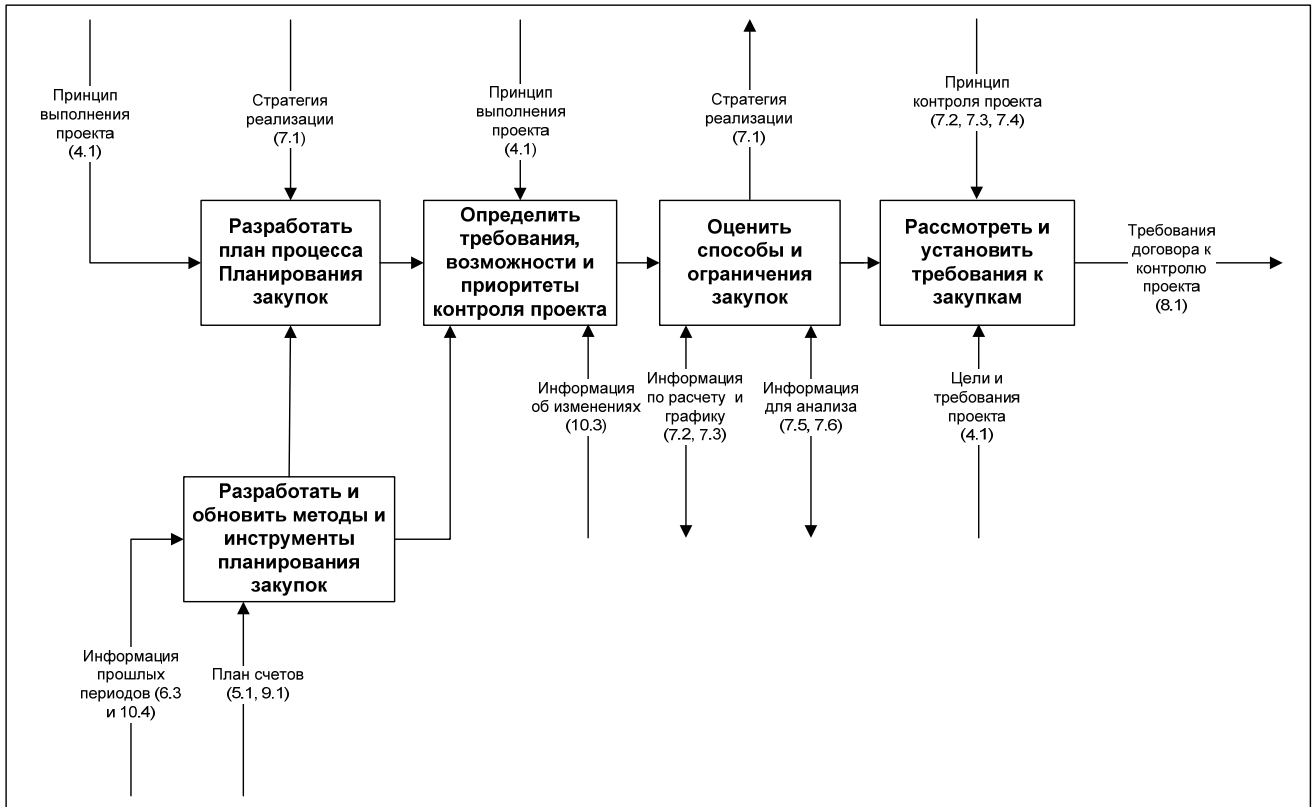 Принцип
выполнения
проекта
(4.1)
Стратегия
реализации
(7.1)
Принцип
выполнения
проекта
(4.1)
Стратегия
реализации
(7.1)
Принцип
контроля проекта
(7.2, 7.3, 7.4)
Разработать
план процесса
Планирования
закупок
Определить
требования,
возможности и
приоритеты
контроля проекта
Оценить
способы и
ограничения
закупок
Рассмотреть и
установить
требования к
закупкам
Требования
договора к
контролю
проекта
(8.1)
Информация
об изменениях
(10.3)
Информация
по расчету и
графику
(7.2, 7.3)
Информация
для анализа
(7.5, 7.6)
Цели и
требования
проекта
(4.1)
Разработать и
обновить методы и
инструменты
планирования
закупок
Информация
прошлых
периодов (6.3
и 10.4)
План счетов
(5.1, 9.1)